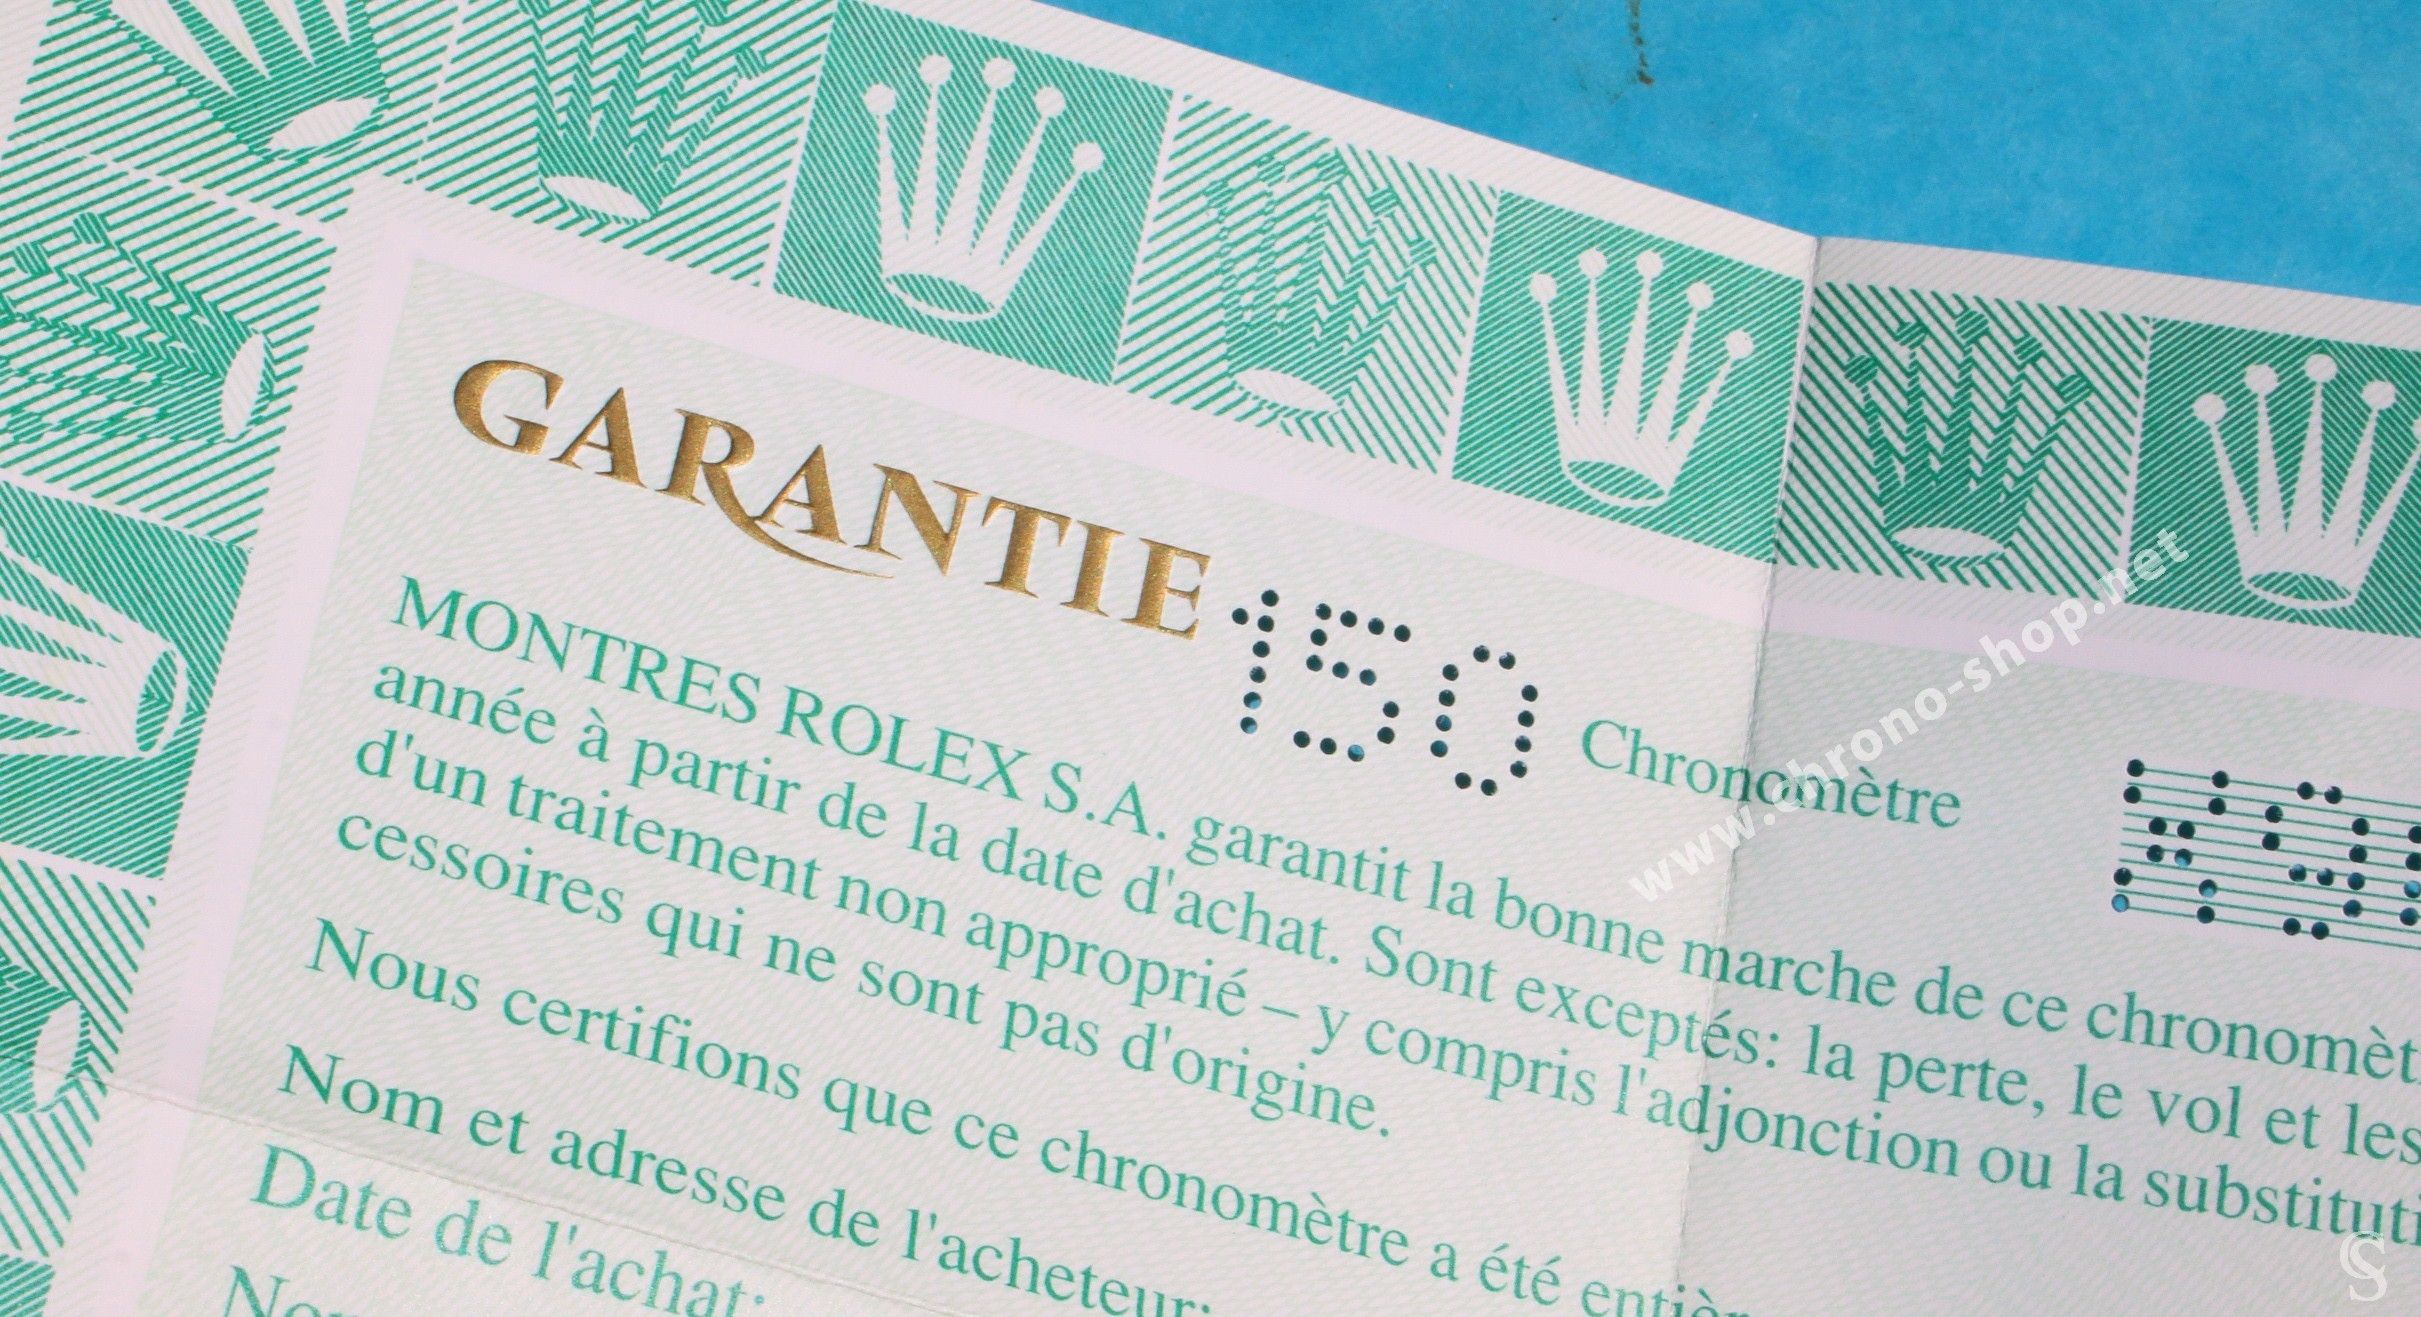 GARANTIE 150 Chronomètre
MONTRES ROLEX S.A. garantit la bonne marche de ce
année à partir de la date d'achat. Sont exceptés: la perte, le vol et les
d'un traitement non approprié – y compris l'adjonction ou la
cessoires qui ne sont pas d'origine.
Nous certifions que ce chronomètre a été
Nom et adresse de l'acheteur:
Date de l'achat:
www.chrono-shop.net